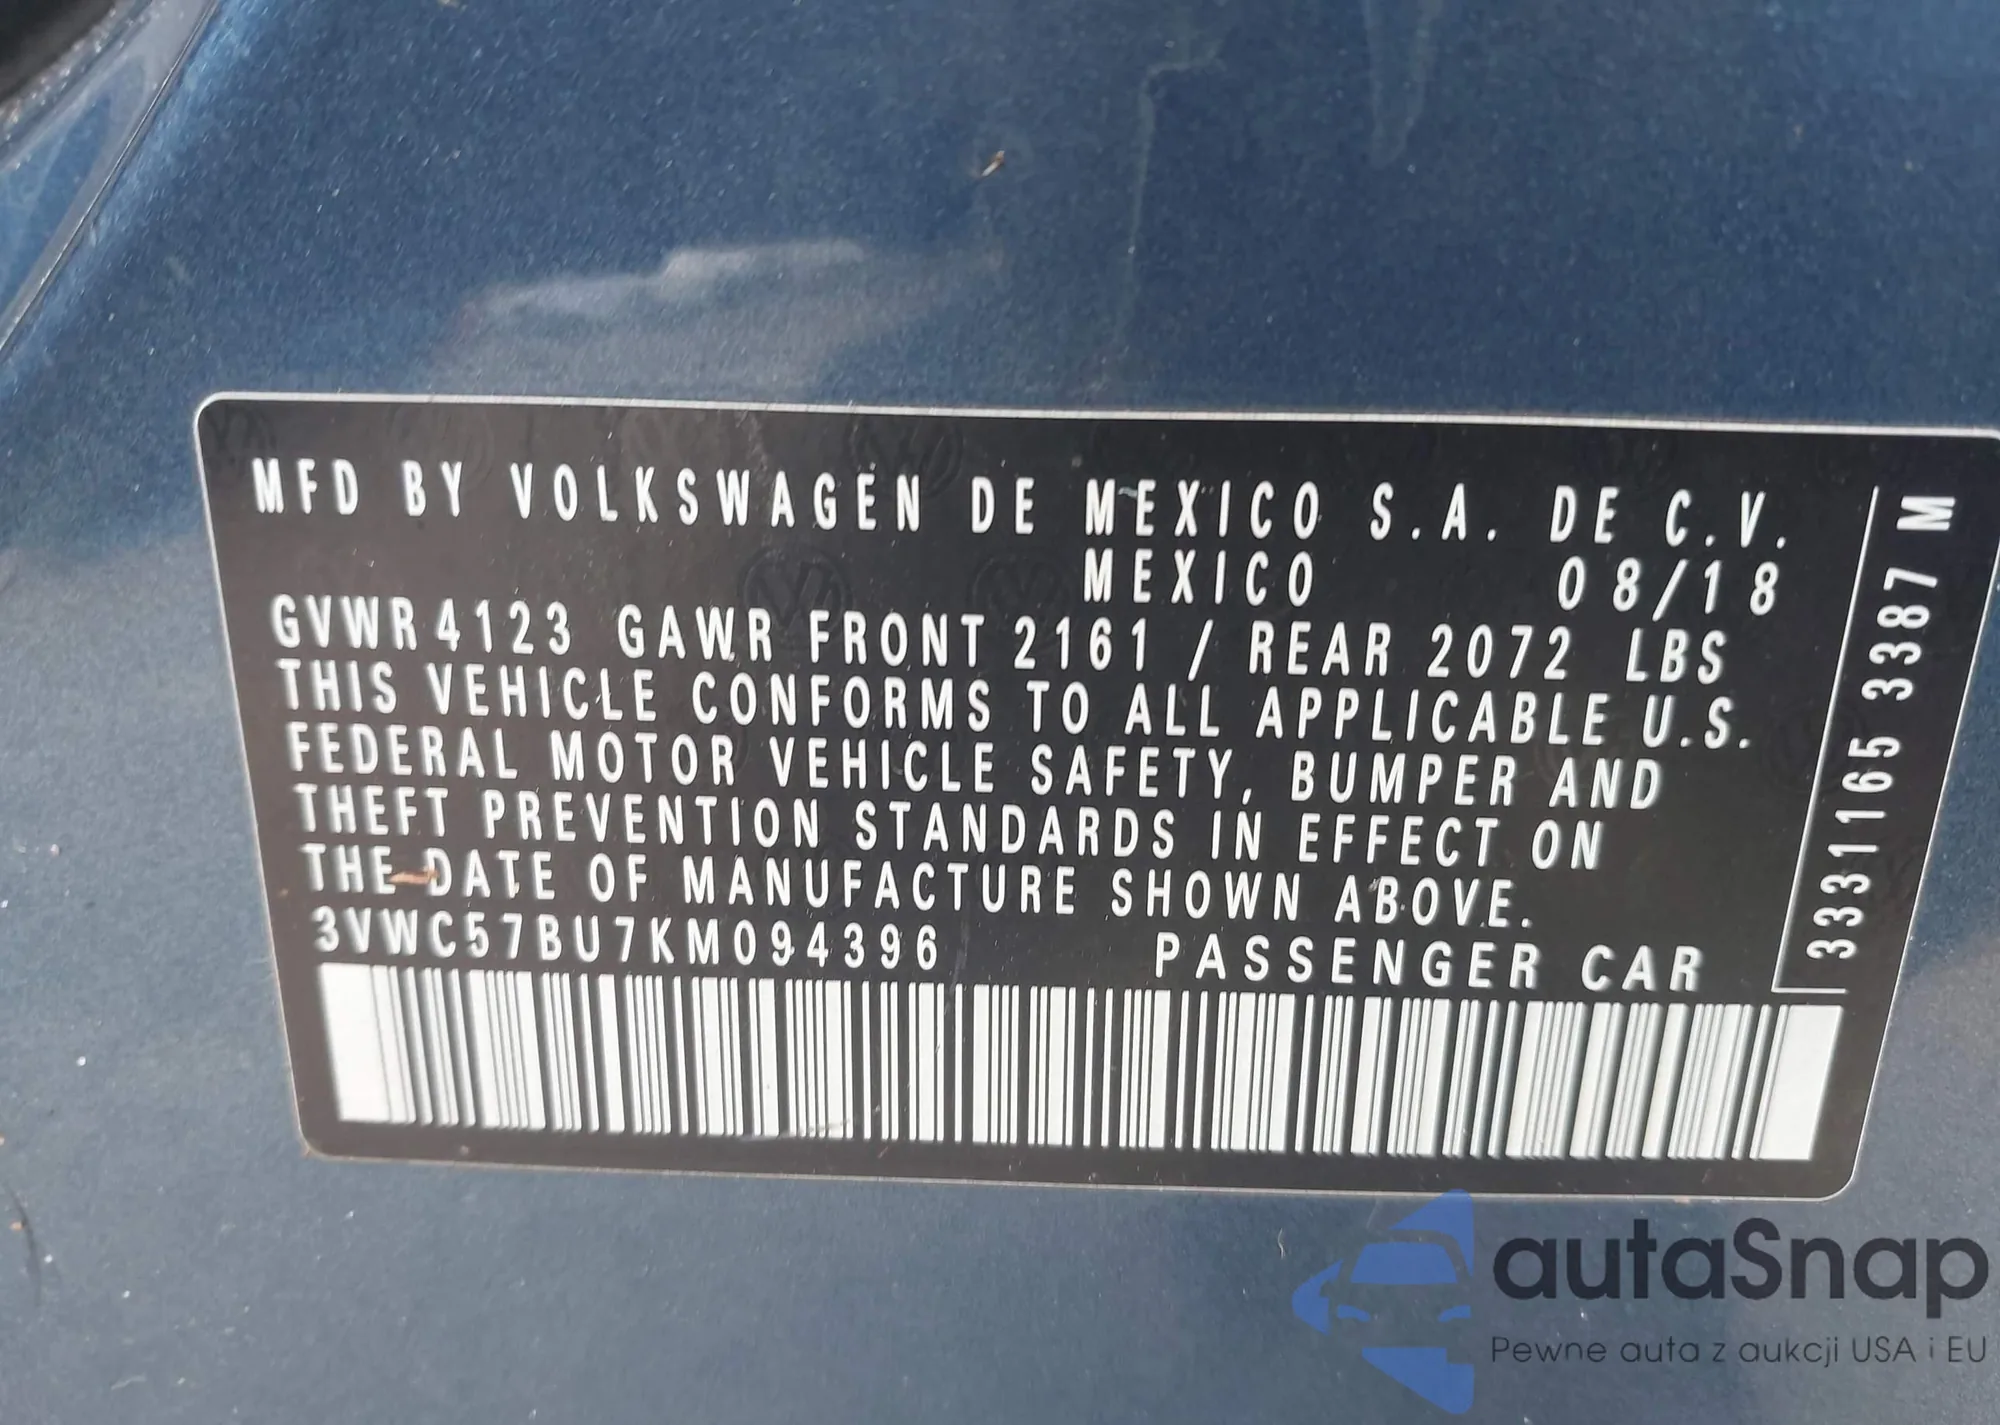 MFD BY VOLKSWAGEN DE MEXICO S.A. DE C.V.
MEXICO 08/18
GVWR 4123 GAWR FRONT 2161 / REAR 2072 LBS
THIS VEHICLE CONFORMS TO ALL APPLICABLE U.S.
FEDERAL MOTOR VEHICLE SAFETY, BUMPER AND
THEFT PREVENTION STANDARDS IN EFFECT ON
THE DATE OF MANUFACTURE SHOWN ABOVE.
3VWC57BU7KM094396 PASSENGER CAR
3331165 3387 M
autaSnap
Pewne auta z aukcji USA i EU